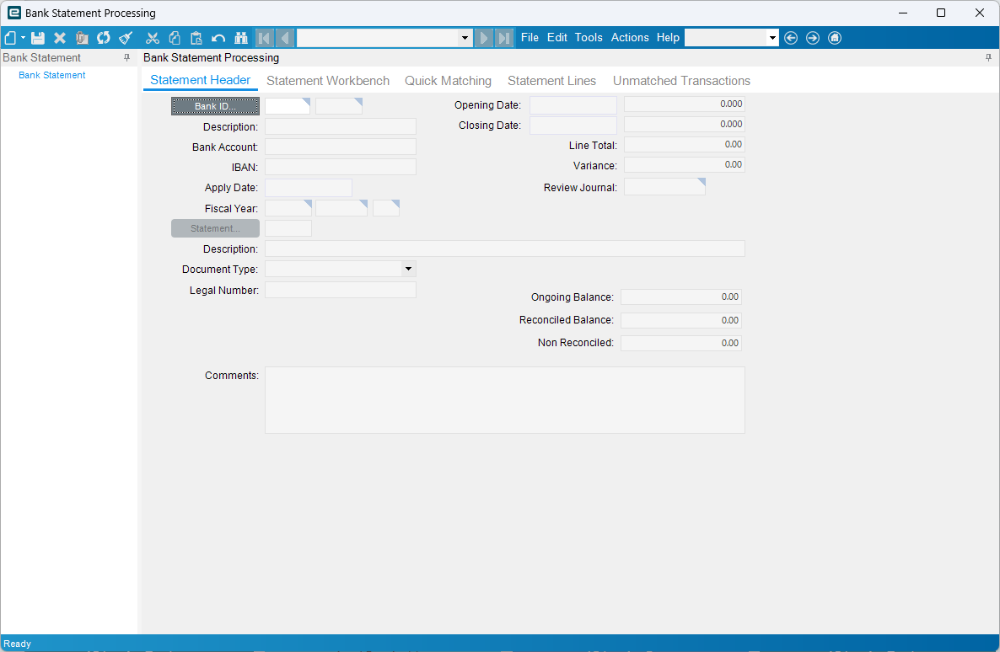 Bank Statement Processing
File Edit Tools Actions Help
Bank Statement
Bank Statement
Bank Statement Processing
Statement Header Statement Workbench Quick Matching Statement Lines Unmatched Transactions
Bank ID...
Opening Date: 0.000
Description:
Closing Date: 0.000
Bank Account:
Line Total: 0.00
IBAN:
Variance: 0.00
Apply Date:
Review Journal:
Fiscal Year:
Statement...
Description:
Document Type:
Legal Number:
Ongoing Balance: 0.00
Reconciled Balance: 0.00
Non Reconciled: 0.00
Comments:
Ready